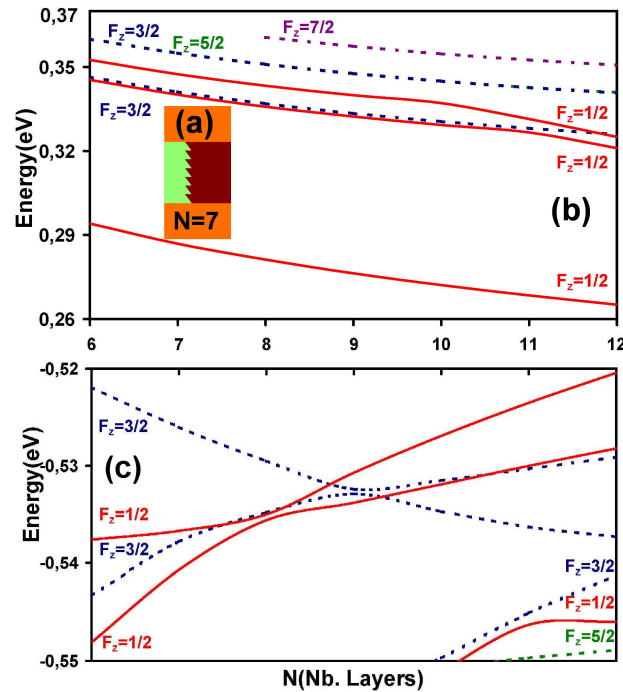 0,37
F_z=3/2
F_z=5/2
F_z=7/2
0,35
F_z=3/2
(a)
F_z=1/2
0,32
F_z=1/2
Energy(eV)
N=7
(b)
0,29
F_z=1/2
0,26
6 7 8 9 10 11 12
-0,52
F_z=3/2
(c)
-0,53
Energy(eV)
F_z=1/2
-0,54
F_z=3/2
F_z=3/2
F_z=1/2
F_z=1/2
F_z=5/2
-0,55
N(Nb. Layers)